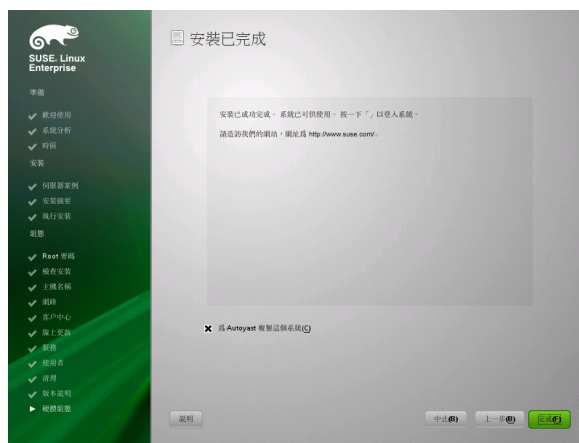 SUSE. Linux
Enterprise
準備
歡迎使用
系統分析
時區
安裝
伺服器案例
安裝摘要
執行安裝
組態
Root 密碼
檢查安裝
主機名稱
網路
客戶中心
線上更新
服務
使用者
清理
版本說明
硬體組態
安裝已完成
安裝已成功完成。 系統已可供使用。 按一下「」以登入系統。
請造訪我們的網站，網址為 http://www.suse.com/。
為 Autoyast 複製這個系統(C)
說明
中止(B)
上一步(B)
完成(F)